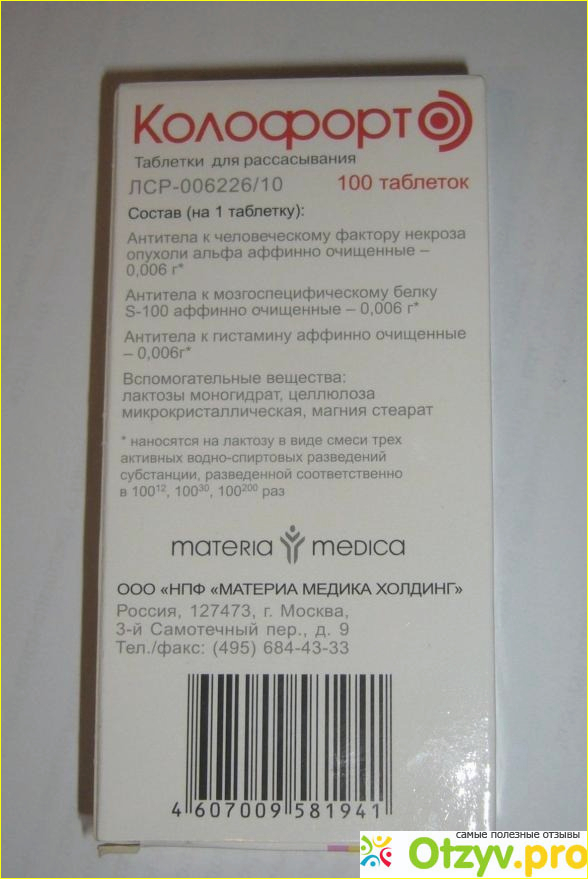 Колофорт
Таблетки для рассасывания
ЛСР-006226/10 100 таблеток
Состав (на 1 таблетку):
Антитела к человеческому фактору некроза
опухоли альфа аффинно очищенные –
0,006 г*
Антитела к мозгоспецифическому белку
S-100 аффинно очищенные – 0,006 г*
Антитела к гистамину аффинно очищенные
– 0,006г*
Вспомогательные вещества:
лактозы моногидрат, целлюлоза
микрокристаллическая, магния стеарат
* наносятся на лактозу в виде смеси трех
активных водно-спиртовых разведений
субстанции, разведенной соответственно
в 100¹², 100³⁰, 100²⁰⁰ раз
materia medica
ООО «НПФ «МАТЕРИА МЕДИКА ХОЛДИНГ»
Россия, 127473, г. Москва,
3-й Самотечный пер., д. 9
Тел./факс: (495) 684-43-33
4 607009 581941
самые полезные отзывы
Otzyv.pro